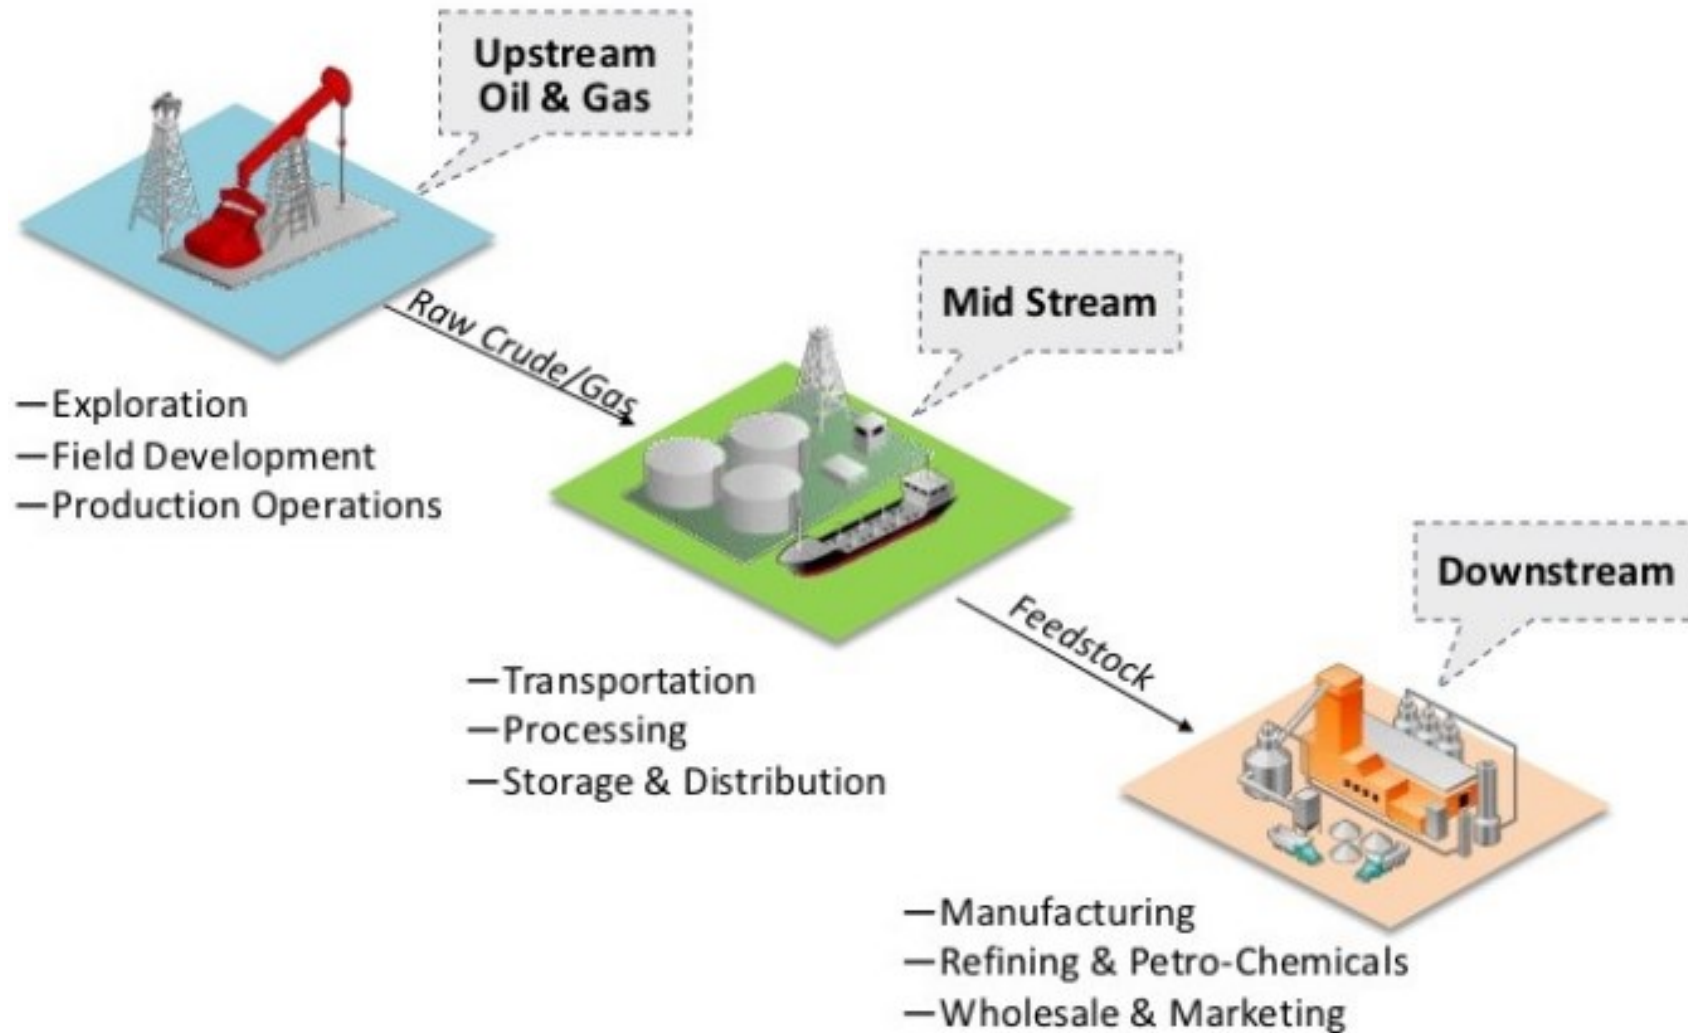 Upstream
Oil & Gas
Raw Crude/Gas
—Exploration
—Field Development
—Production Operations
Mid Stream
Feedstock
—Transportation
—Processing
—Storage & Distribution
Downstream
—Manufacturing
—Refining & Petro-Chemicals
—Wholesale & Marketing